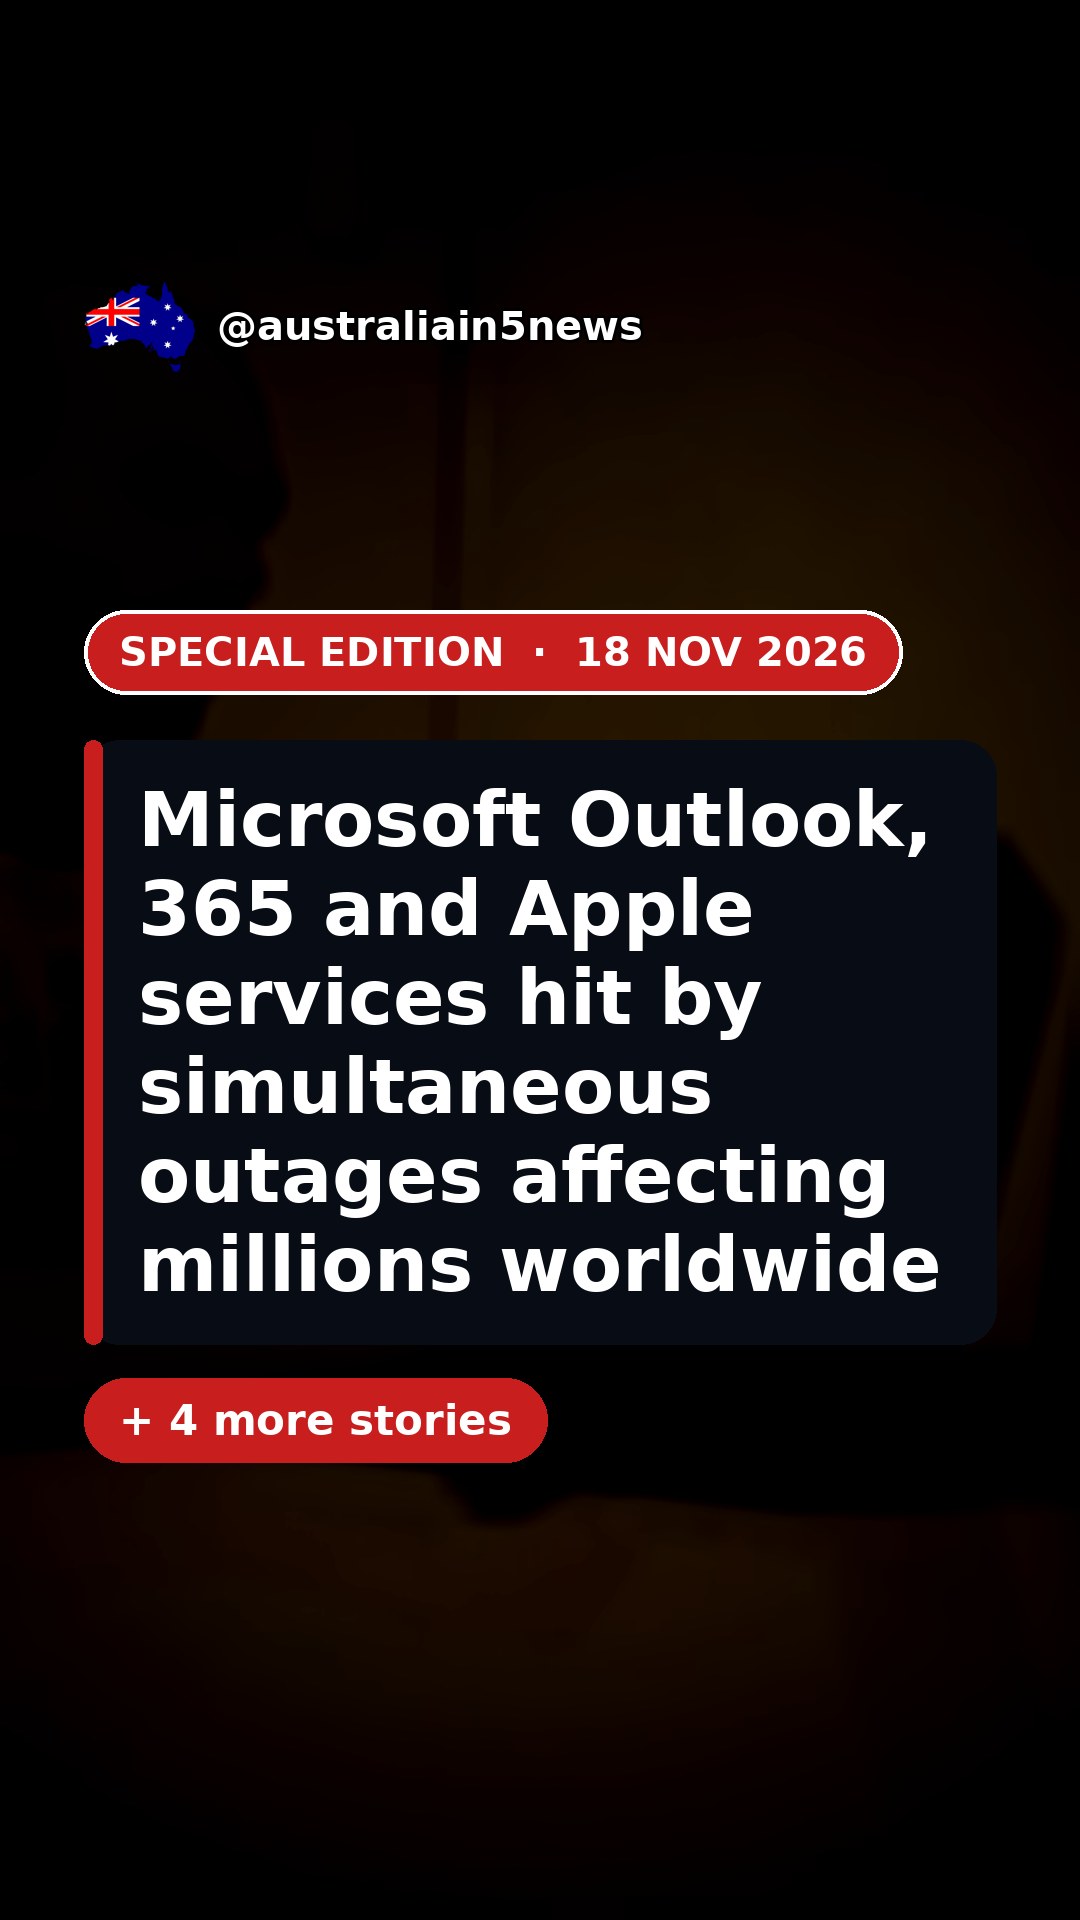 @australiain5news
SPECIAL EDITION · 18 NOV 2026
Microsoft Outlook,
365 and Apple
services hit by
simultaneous
outages affecting
millions worldwide
+ 4 more stories